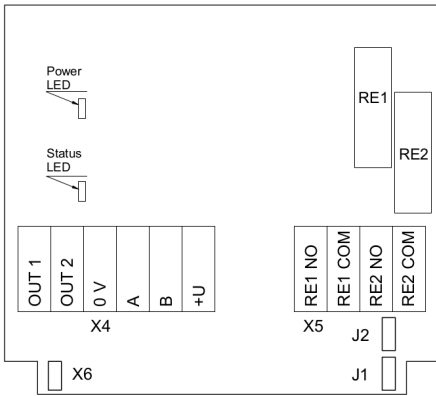 Power
LED
RE1
RE2
Status
LED
OUT 1
OUT 2
0 V
A
B
+U
RE1 NO
RE1 COM
RE2 NO
RE2 COM
X4
X5
J2
X6
J1